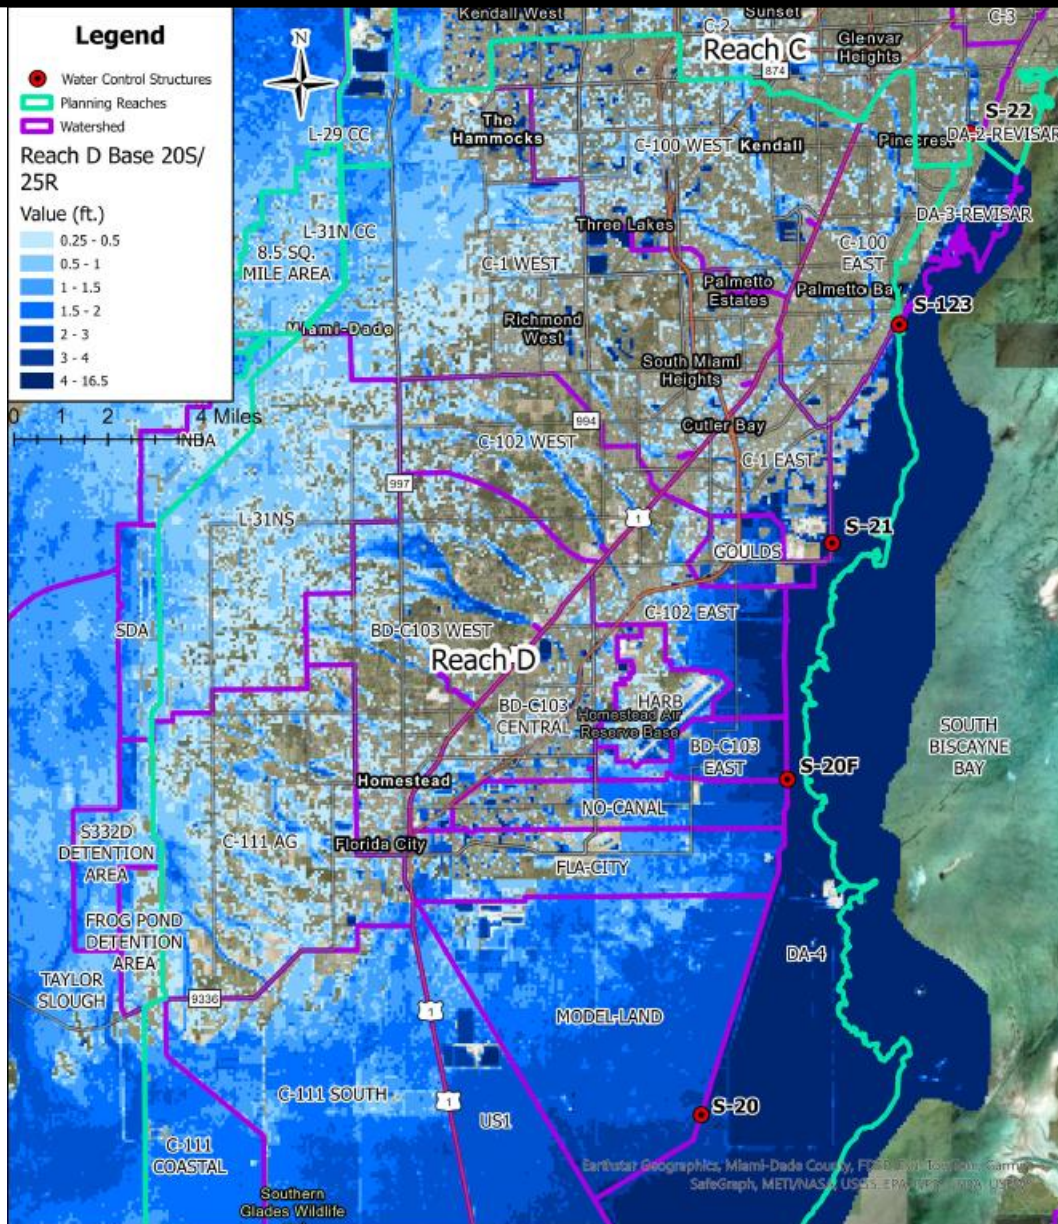 Legend
Water Control Structures
Planning Reaches
Watershed
Reach D Base 20S/
25R
Value (ft.)
0.25 - 0.5
0.5 - 1
1 - 1.5
1.5 - 2
2 - 3
3 - 4
4 - 16.5
0 1 2 4 Miles
N
Kendall West
C-2
Sunset
C-3
Reach C
Glenvar
Heights
874
S-22
L-29 CC
The
Hammocks
C-100 WEST
Kendall
Pinecrest
DA-2-REVISAR
L-31N CC
8.5 SQ.
MILE AREA
Three Lakes
DA-3-REVISAR
C-1 WEST
C-100
EAST
Palmetto
Estates
Palmetto Bay
S-123
Miami-Dade
Richmond
West
South Miami
Heights
994
Cutler Bay
NDA
C-102 WEST
C-1 EAST
997
L-31NS
1
S-21
GOULDS
C-102 EAST
SDA
BD-C103 WEST
Reach D
BD-C103
CENTRAL
HARB
Homestead Air
Reserve Base
BD-C103
EAST
SOUTH
BISCAYNE
BAY
Homestead
S-20F
NO-CANAL
S332D
DETENTION
AREA
C-111 AG
Florida City
FLA-CITY
FROG POND
DETENTION
AREA
DA-4
TAYLOR
SLOUGH
9336
1
MODEL-LAND
C-111 SOUTH
1
US1
S-20
C-111
COASTAL
Southern
Glades Wildlife
Earthstar Geographics, Miami-Dade County,
SafeGraph, METI/NASA, USGS, EPA,